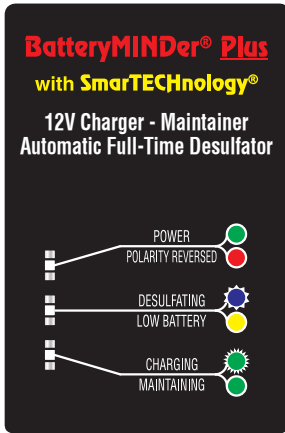 BatteryMINDer® Plus
with SmarTECHnology®
12V Charger - Maintainer
Automatic Full-Time Desulfator
POWER
POLARITY REVERSED
DESULFATING
LOW BATTERY
CHARGING
MAINTAINING